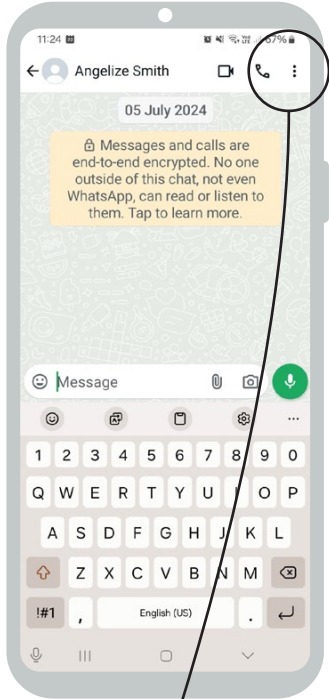 11:24 67%
Angelize Smith
05 July 2024
Messages and calls are
end-to-end encrypted. No one
outside of this chat, not even
WhatsApp, can read or listen to
them. Tap to learn more.
Message
1 2 3 4 5 6 7 8 9 0
Q W E R T Y U I O P
A S D F G H J K L
Z X C V B N M
!#1 , English (US) .